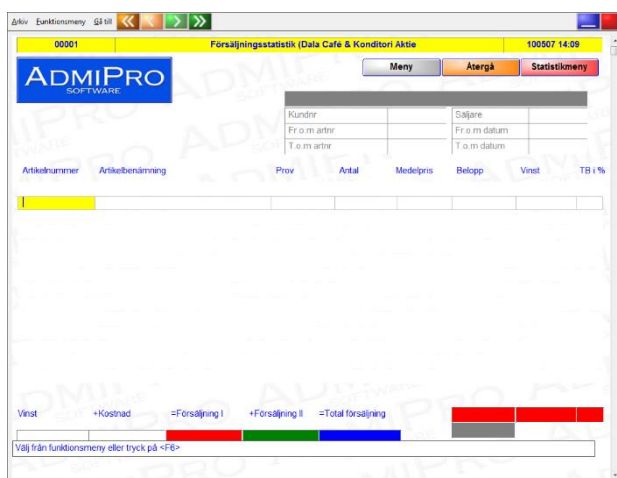 Arkiv Funktionsmeny Gå till
00001 Försäljningsstatistik (Dala Café & Konditori Aktie 100507 14:09
ADMIPRO
SOFTWARE
Meny Återgå Statistikmeny
Kundnr Säljare
Fr.o.m artnr Fr.o.m datum
T.o.m artnr T.o.m datum
Artikelnummer Artikelbenämning Prov Antal Medelpris Belopp Vinst TB i %
Vinst +Kostnad =Försäljning I +Försäljning II =Total försäljning
Välj från funktionsmeny eller tryck på <F6>